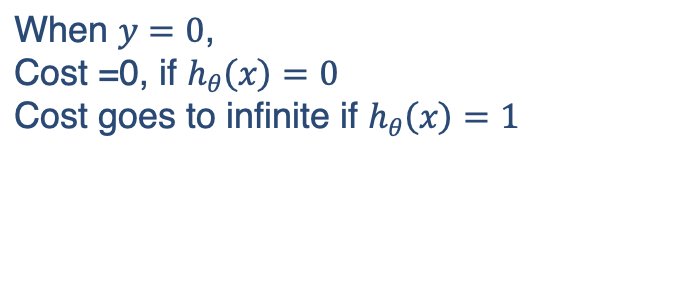 When y = 0,
Cost =0, if hθ(x) = 0
Cost goes to infinite if hθ(x) = 1